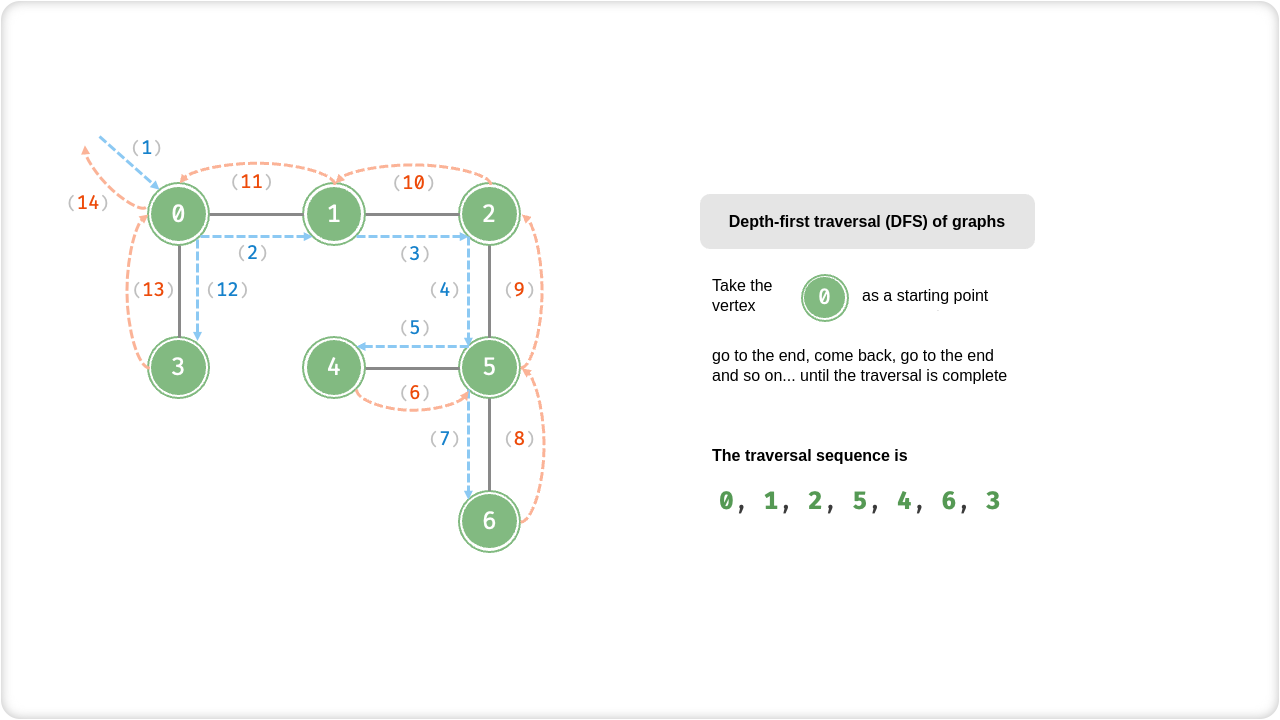 (1)
(11)
(10)
(14)
0
1
2
(2)
(3)
(13)
(12)
(4)
(9)
(5)
3
4
5
(6)
(7)
(8)
6
Depth-first traversal (DFS) of graphs
Take the
vertex
0
as a starting point
go to the end, come back, go to the end
and so on... until the traversal is complete
The traversal sequence is
0, 1, 2, 5, 4, 6, 3